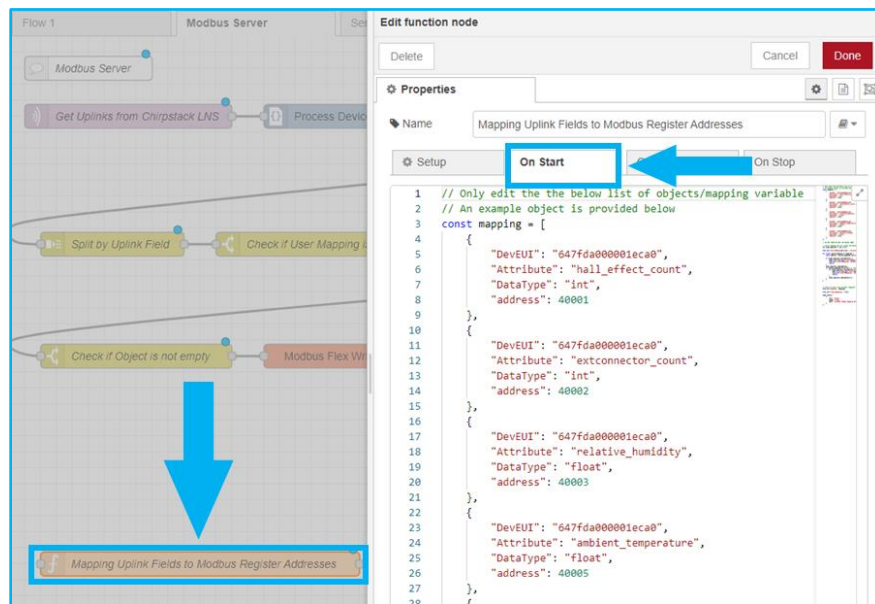 Flow 1
Modbus Server
Edit function node
Delete
Cancel
Done
Modbus Server
Properties
Get Uplinks from Chirpstack LNS
Process Devic
Name
Mapping Uplink Fields to Modbus Register Addresses
Setup
On Start
On Stop
Split by Uplink Field
Check if User Mapping is
Check if Object is not empty
Modbus Flex Wr
Mapping Uplink Fields to Modbus Register Addresses
1 // Only edit the the below list of objects/mapping variable
2 // An example object is provided below
3 const mapping = [
4 {
5 "DevEUI": "647fda000001eca0",
6 "Attribute": "hall_effect_count",
7 "DataType": "int",
8 "address": 40001
9 },
10 {
11 "DevEUI": "647fda000001eca0",
12 "Attribute": "extconnector_count",
13 "DataType": "int",
14 "address": 40002
15 },
16 {
17 "DevEUI": "647fda000001eca0",
18 "Attribute": "relative_humidity",
19 "DataType": "float",
20 "address": 40003
21 },
22 {
23 "DevEUI": "647fda000001eca0",
24 "Attribute": "ambient_temperature",
25 "DataType": "float",
26 "address": 40005
27 },
28 {